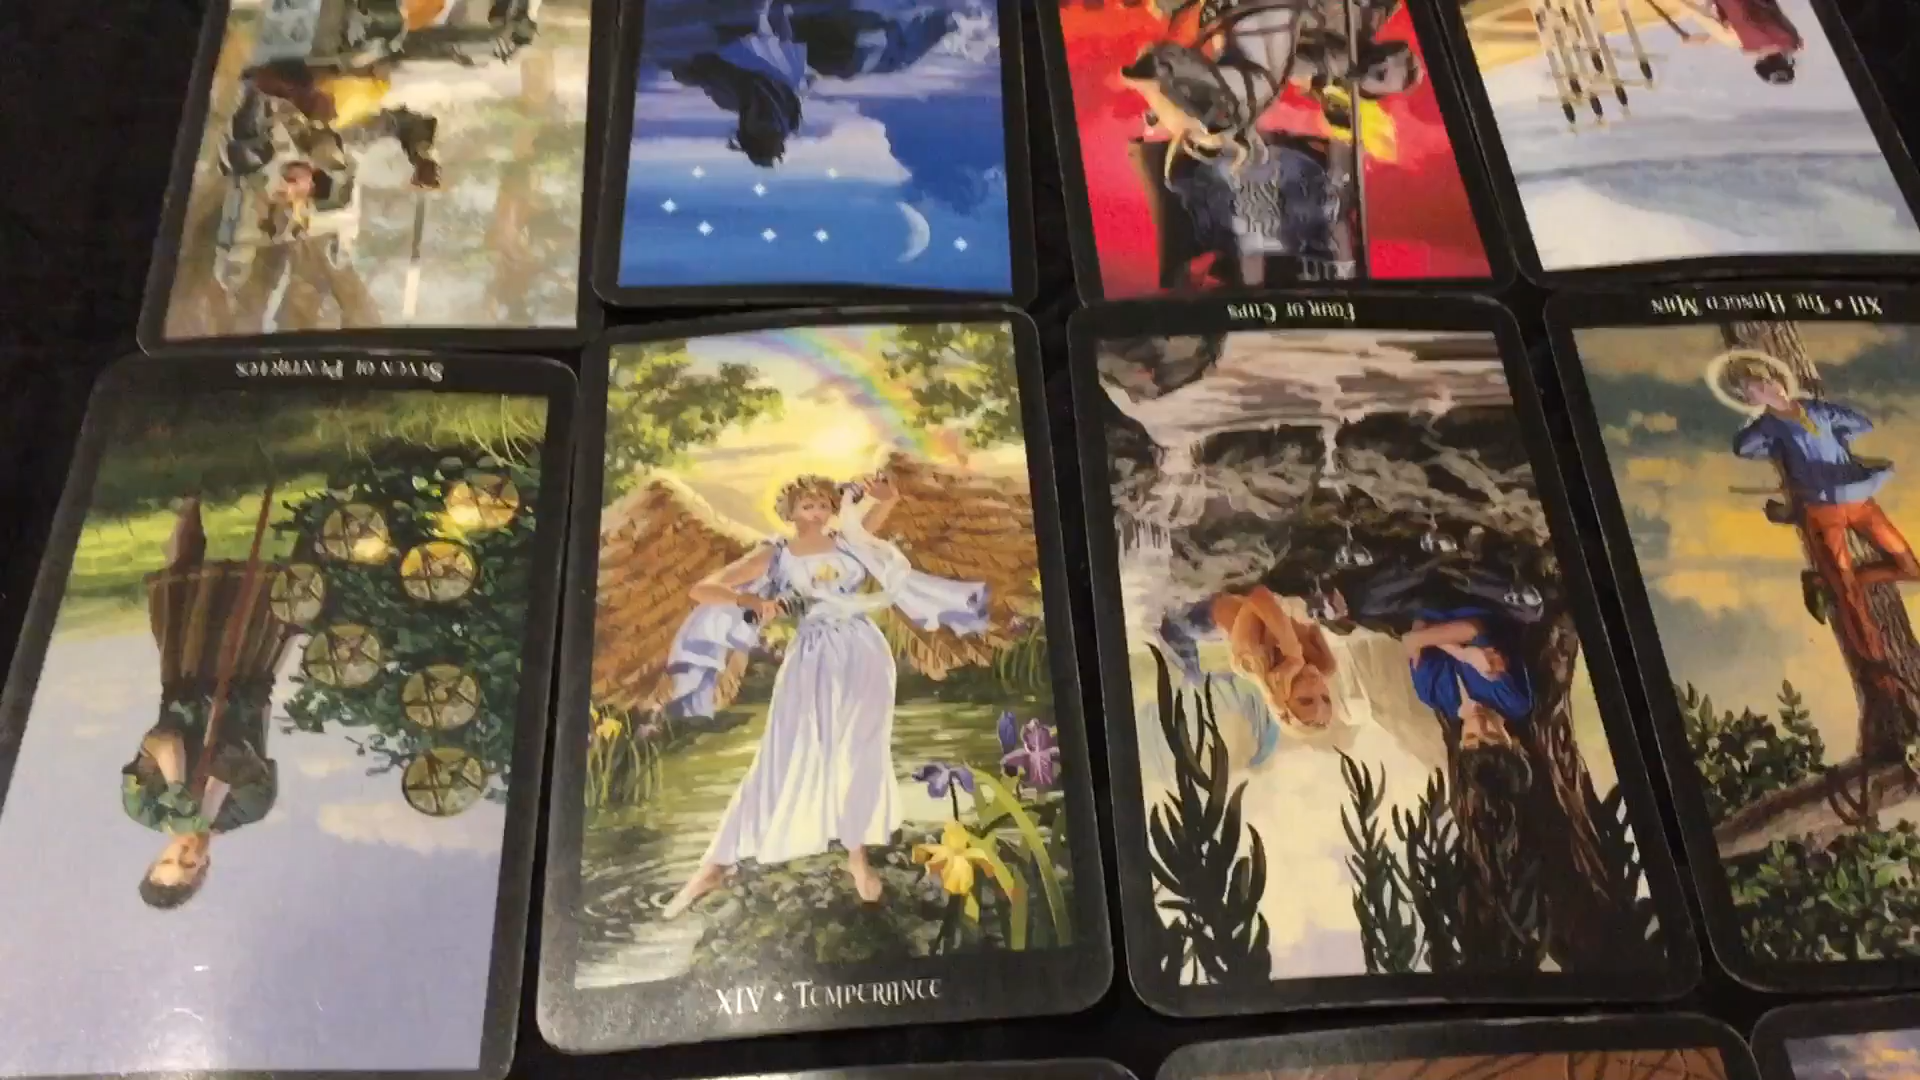 FOUR OF CUPS
XII • THE HANGED MAN
SEVEN OF PENTACLES
XIV • TEMPERANCE